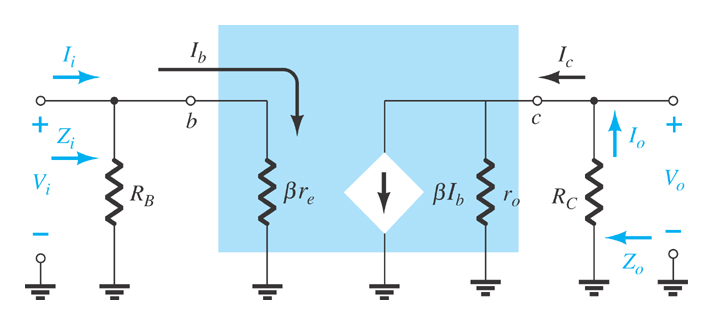 I_i
I_b
I_c
b
c
+
Z_i
V_i
–
R_B
βr_e
βI_b
r_o
R_C
I_o
+
V_o
–
Z_o